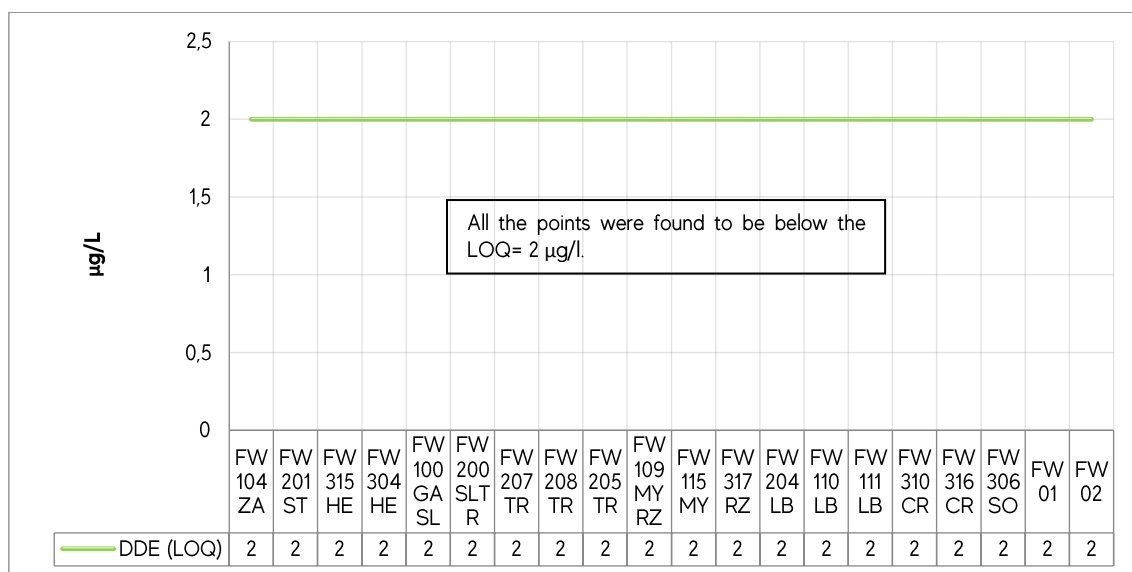 2,5
2
1,5
1
0,5
0
µg/L
All the points were found to be below the
LOQ= 2 µg/l.
FW 104 ZA
FW 201 ST
FW 315 HE
FW 304 HE
FW 100 GA SL
FW 200 SLT R
FW 207 TR
FW 208 TR
FW 205 TR
FW 109 MY RZ
FW 115 MY
FW 317 RZ
FW 204 LB
FW 110 LB
FW 111 LB
FW 310 CR
FW 316 CR
FW 306 SO
FW 01
FW 02
DDE (LOQ) 2 2 2 2 2 2 2 2 2 2 2 2 2 2 2 2 2 2 2 2